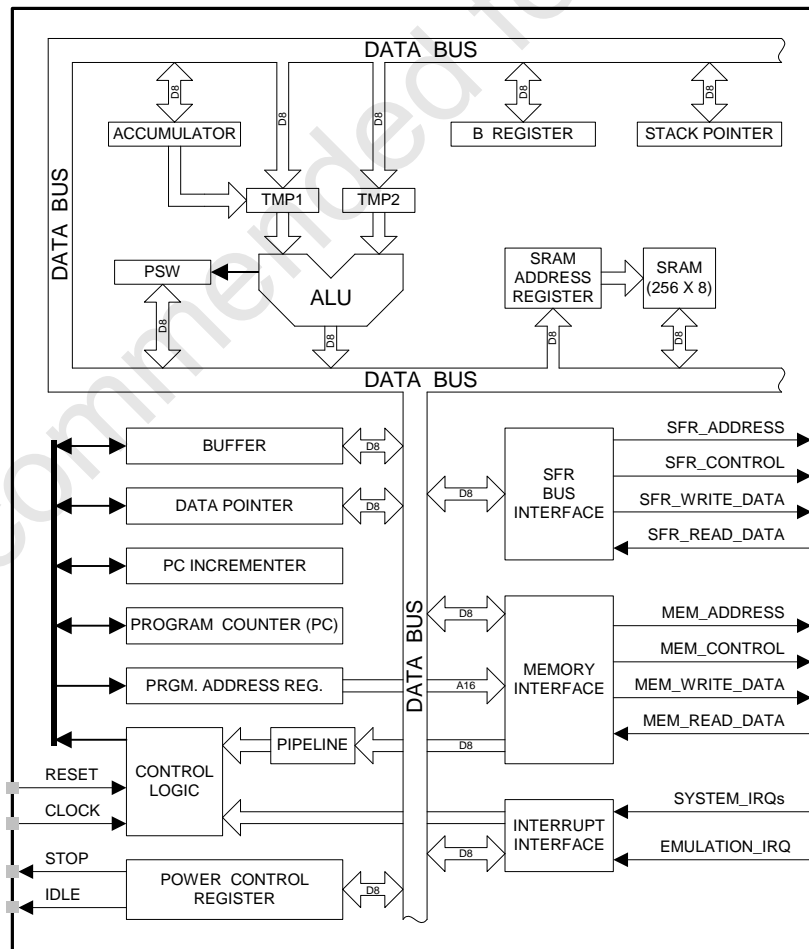 commended fo
DATA BUS
D8
D8
D8
D8
D8
ACCUMULATOR
B REGISTER
STACK POINTER
DATA BUS
TMP1
TMP2
PSW
ALU
SRAM
ADDRESS
REGISTER
SRAM
(256 X 8)
D8
D8
D8
D8
DATA BUS
BUFFER
D8
DATA POINTER
D8
PC INCREMENTER
PROGRAM COUNTER (PC)
PRGM. ADDRESS REG.
A16
DATA BUS
D8
SFR
BUS
INTERFACE
SFR_ADDRESS
SFR_CONTROL
SFR_WRITE_DATA
SFR_READ_DATA
D8
MEMORY
INTERFACE
MEM_ADDRESS
MEM_CONTROL
MEM_WRITE_DATA
MEM_READ_DATA
PIPELINE
D8
CONTROL
LOGIC
RESET
CLOCK
INTERRUPT
INTERFACE
D8
SYSTEM_IRQs
EMULATION_IRQ
STOP
IDLE
POWER CONTROL
REGISTER
D8